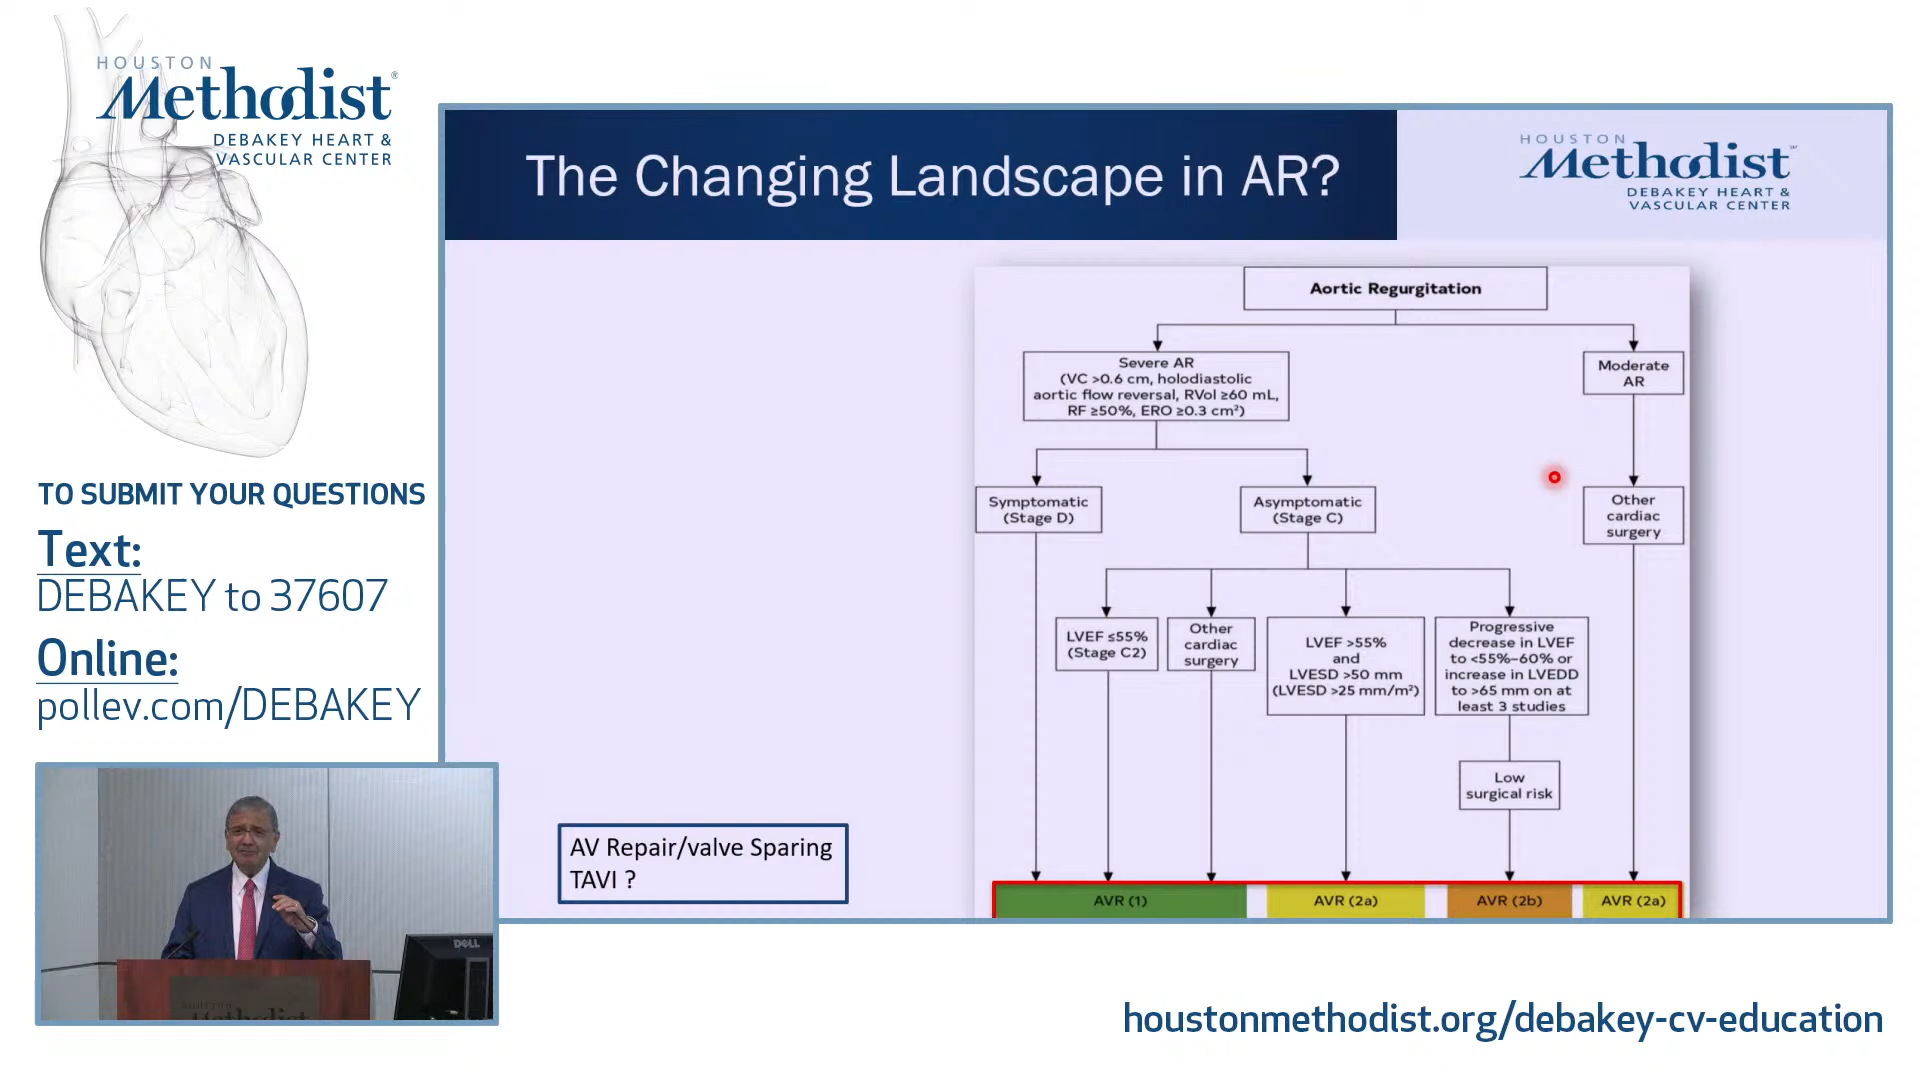 HOUSTON
Methodist®
DEBAKEY HEART &
VASCULAR CENTER
TO SUBMIT YOUR QUESTIONS
Text:
DEBAKEY to 37607
Online:
pollev.com/DEBAKEY
The Changing Landscape in AR?
HOUSTON
Methodist™
DEBAKEY HEART &
VASCULAR CENTER
Aortic Regurgitation
Severe AR
(VC >0.6 cm, holodiastolic
aortic flow reversal, RVol ≥60 mL,
RF ≥50%, ERO ≥0.3 cm²)
Moderate
AR
Symptomatic
(Stage D)
Asymptomatic
(Stage C)
Other
cardiac
surgery
LVEF ≤55%
(Stage C2)
Other
cardiac
surgery
LVEF >55%
and
LVESD >50 mm
(LVESD >25 mm/m²)
Progressive
decrease in LVEF
to <55%–60% or
increase in LVEDD
to >65 mm on at
least 3 studies
Low
surgical risk
AV Repair/valve Sparing
TAVI ?
AVR (1)
AVR (2a)
AVR (2b)
AVR (2a)
DELL
houstonmethodist.org/debakey-cv-education